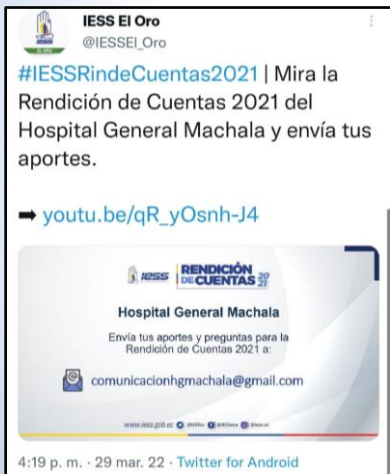 IESS El Oro
@IESSEl_Oro
#IESSRindeCuentas2021 | Mira la
Rendición de Cuentas 2021 del
Hospital General Machala y envía tus
aportes.
➡ youtu.be/qR_yOsnh-J4
IESS RENDICIÓN DE CUENTAS 2021
Hospital General Machala
Envía tus aportes y preguntas para la
Rendición de Cuentas 2021 a:
comunicacionhgmachala@gmail.com
www.iess.gob.ec
4:19 p. m. · 29 mar. 22 · Twitter for Android